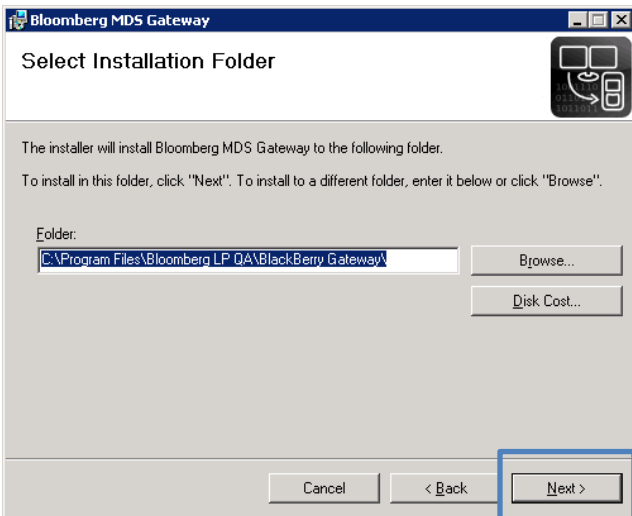 Bloomberg MDS Gateway
Select Installation Folder
The installer will install Bloomberg MDS Gateway to the following folder.
To install in this folder, click "Next". To install to a different folder, enter it below or click "Browse".
Folder:
C:\Program Files\Bloomberg LP QA\BlackBerry Gateway\
Browse...
Disk Cost...
Cancel
< Back
Next >